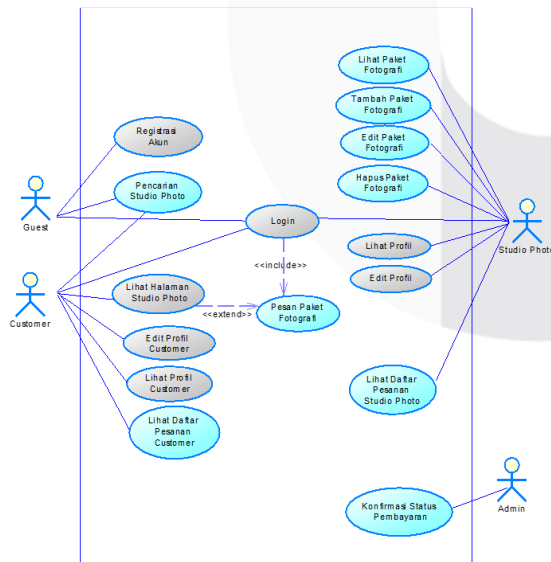 Lihat Paket
Fotografi
Tambah Paket
Fotografi
Edit Paket
Fotografi
Hapus Paket
Fotografi
Registrasi
Akun
Pencarian
Studio Photo
Guest
Login
Studio Photo
Lihat Profil
Edit Profil
<<include>>
Customer
Lihat Halaman
Studio Photo
<<extend>>
Pesan Paket
Fotografi
Edit Profil
Customer
Lihat Profil
Customer
Lihat Daftar
Pesanan
Customer
Lihat Daftar
Pesanan
Studio Photo
Konfirmasi Status
Pembayaran
Admin